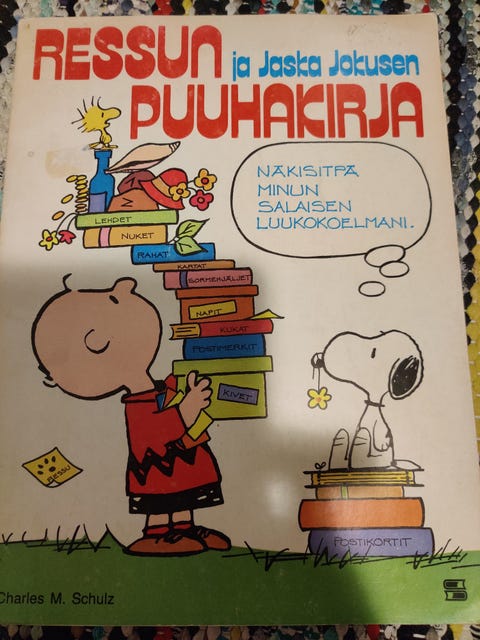 RESSUN
ja Jaska Jokusen
PUUHAKIRJA
NÄKISITPÄ
MINUN
SALAISEN
LUUKOKOELMANI.
LEHDET
NUKET
RAHAT
KARTAT
SORMENJÄLJET
NAPIT
KUKAT
POSTIMERKIT
KIVET
RESSU
POSTIKORTIT
Charles M. Schulz